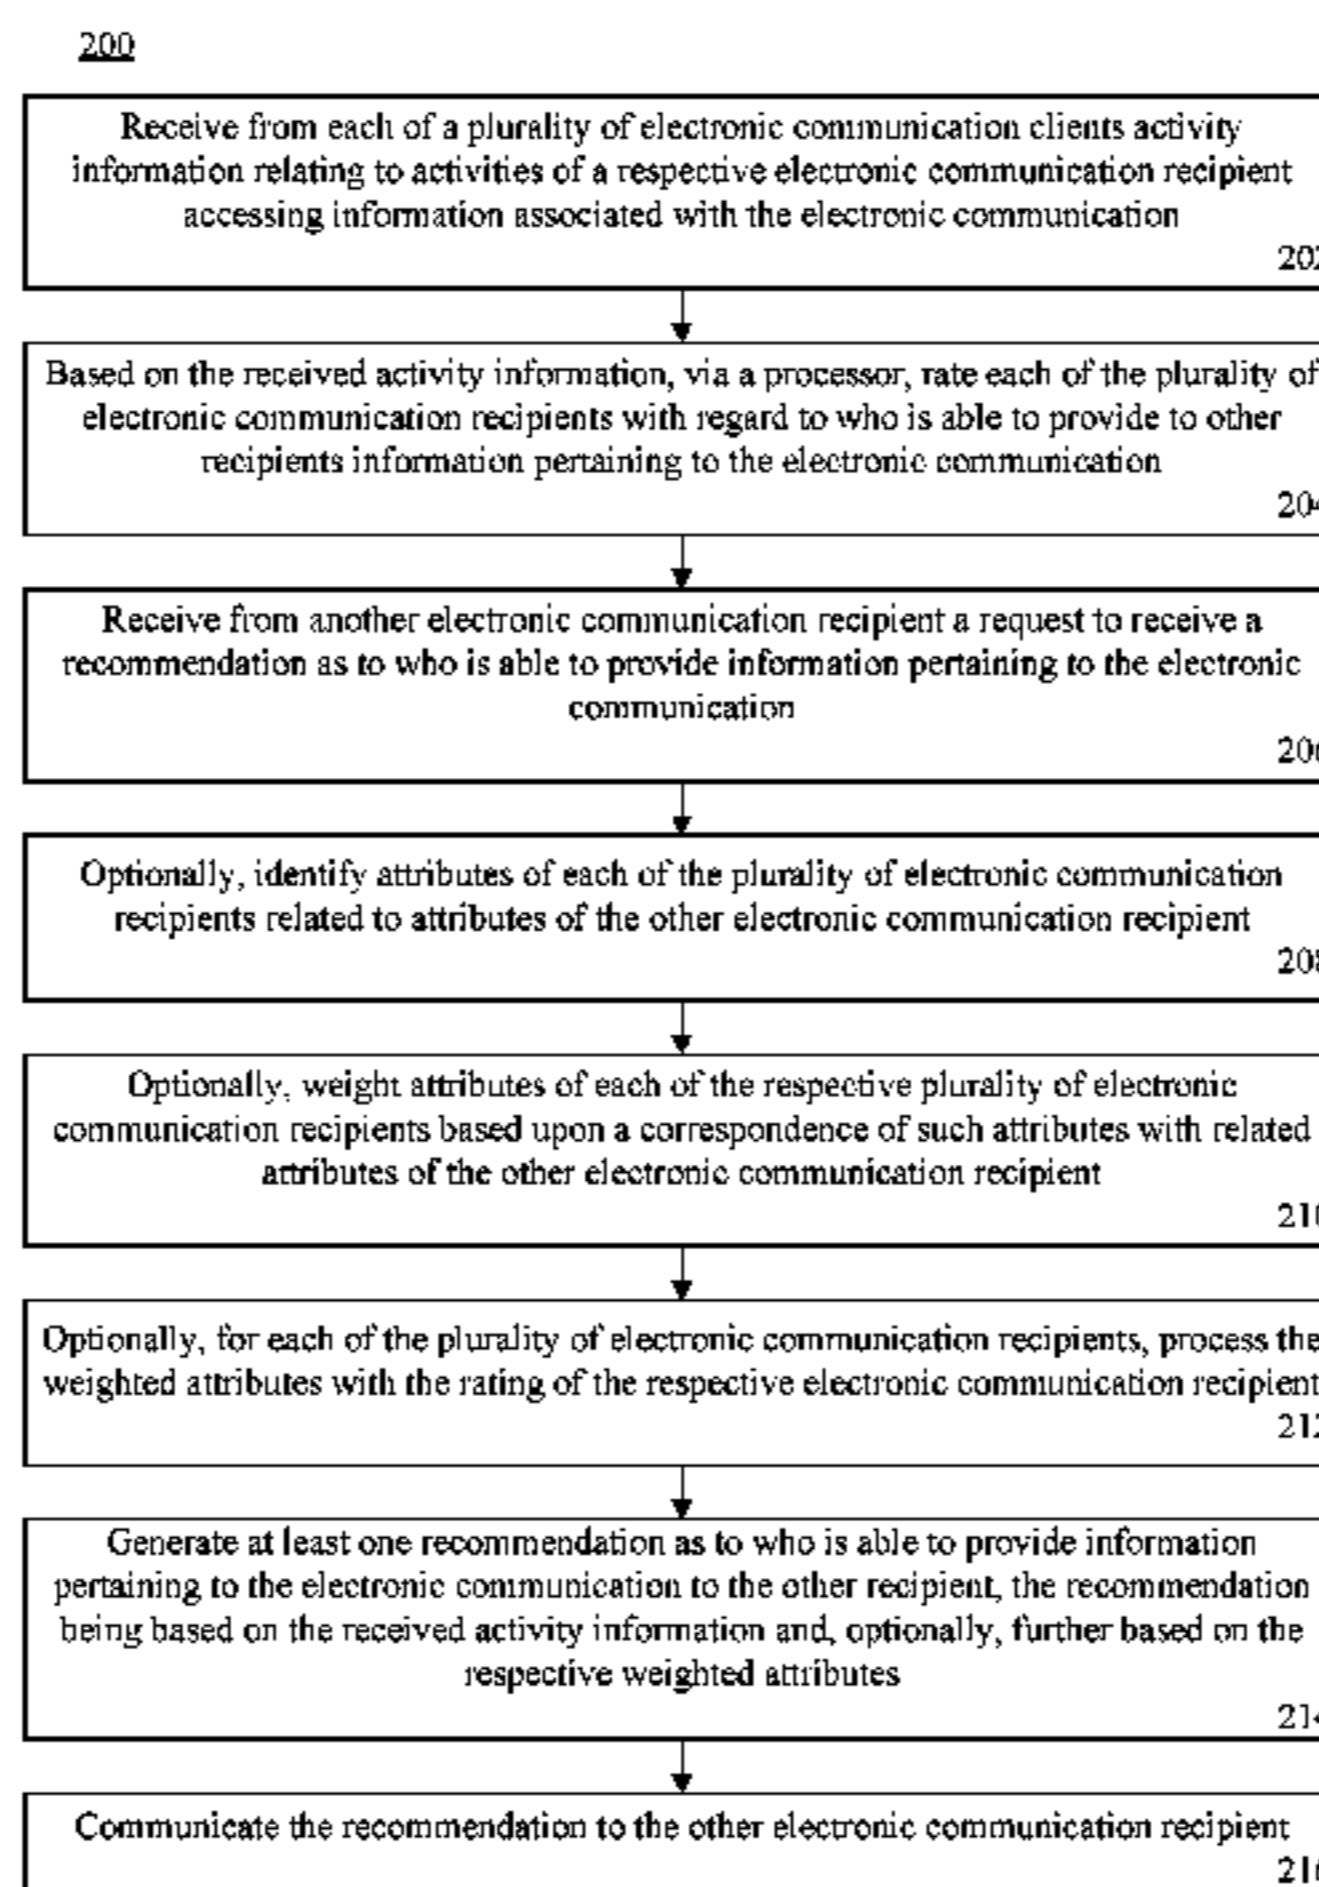 200
Receive from each of a plurality of electronic communication clients activity
information relating to activities of a respective electronic communication recipient
accessing information associated with the electronic communication
202
Based on the received activity information, via a processor, rate each of the plurality of
electronic communication recipients with regard to who is able to provide to other
recipients information pertaining to the electronic communication
204
Receive from another electronic communication recipient a request to receive a
recommendation as to who is able to provide information pertaining to the electronic
communication
206
Optionally, identify attributes of each of the plurality of electronic communication
recipients related to attributes of the other electronic communication recipient
208
Optionally, weight attributes of each of the respective plurality of electronic
communication recipients based upon a correspondence of such attributes with related
attributes of the other electronic communication recipient
210
Optionally, for each of the plurality of electronic communication recipients, process the
weighted attributes with the rating of the respective electronic communication recipient
212
Generate at least one recommendation as to who is able to provide information
pertaining to the electronic communication to the other recipient, the recommendation
being based on the received activity information and, optionally, further based on the
respective weighted attributes
214
Communicate the recommendation to the other electronic communication recipient
216